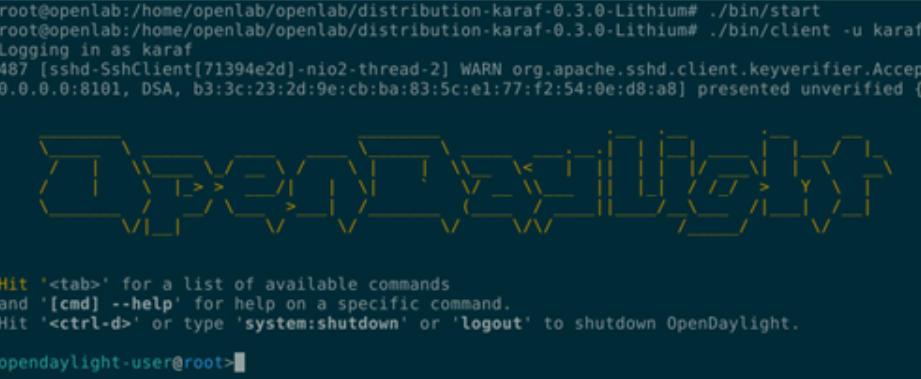 root@openlab:/home/openlab/openlab/distribution-karaf-0.3.0-Lithium# ./bin/start
root@openlab:/home/openlab/openlab/distribution-karaf-0.3.0-Lithium# ./bin/client -u karaf
Logging in as karaf
487 [sshd-SshClient[71394e2d]-nio2-thread-2] WARN org.apache.sshd.client.keyverifier.Accep
0.0.0.0:8101, DSA, b3:3c:23:2d:9e:cb:ba:83:5c:e1:77:f2:54:0e:d8:a8] presented unverified {
OpenDaylight
Hit '<tab>' for a list of available commands
and '[cmd] --help' for help on a specific command.
Hit '<ctrl-d>' or type 'system:shutdown' or 'logout' to shutdown OpenDaylight.
opendaylight-user@root>